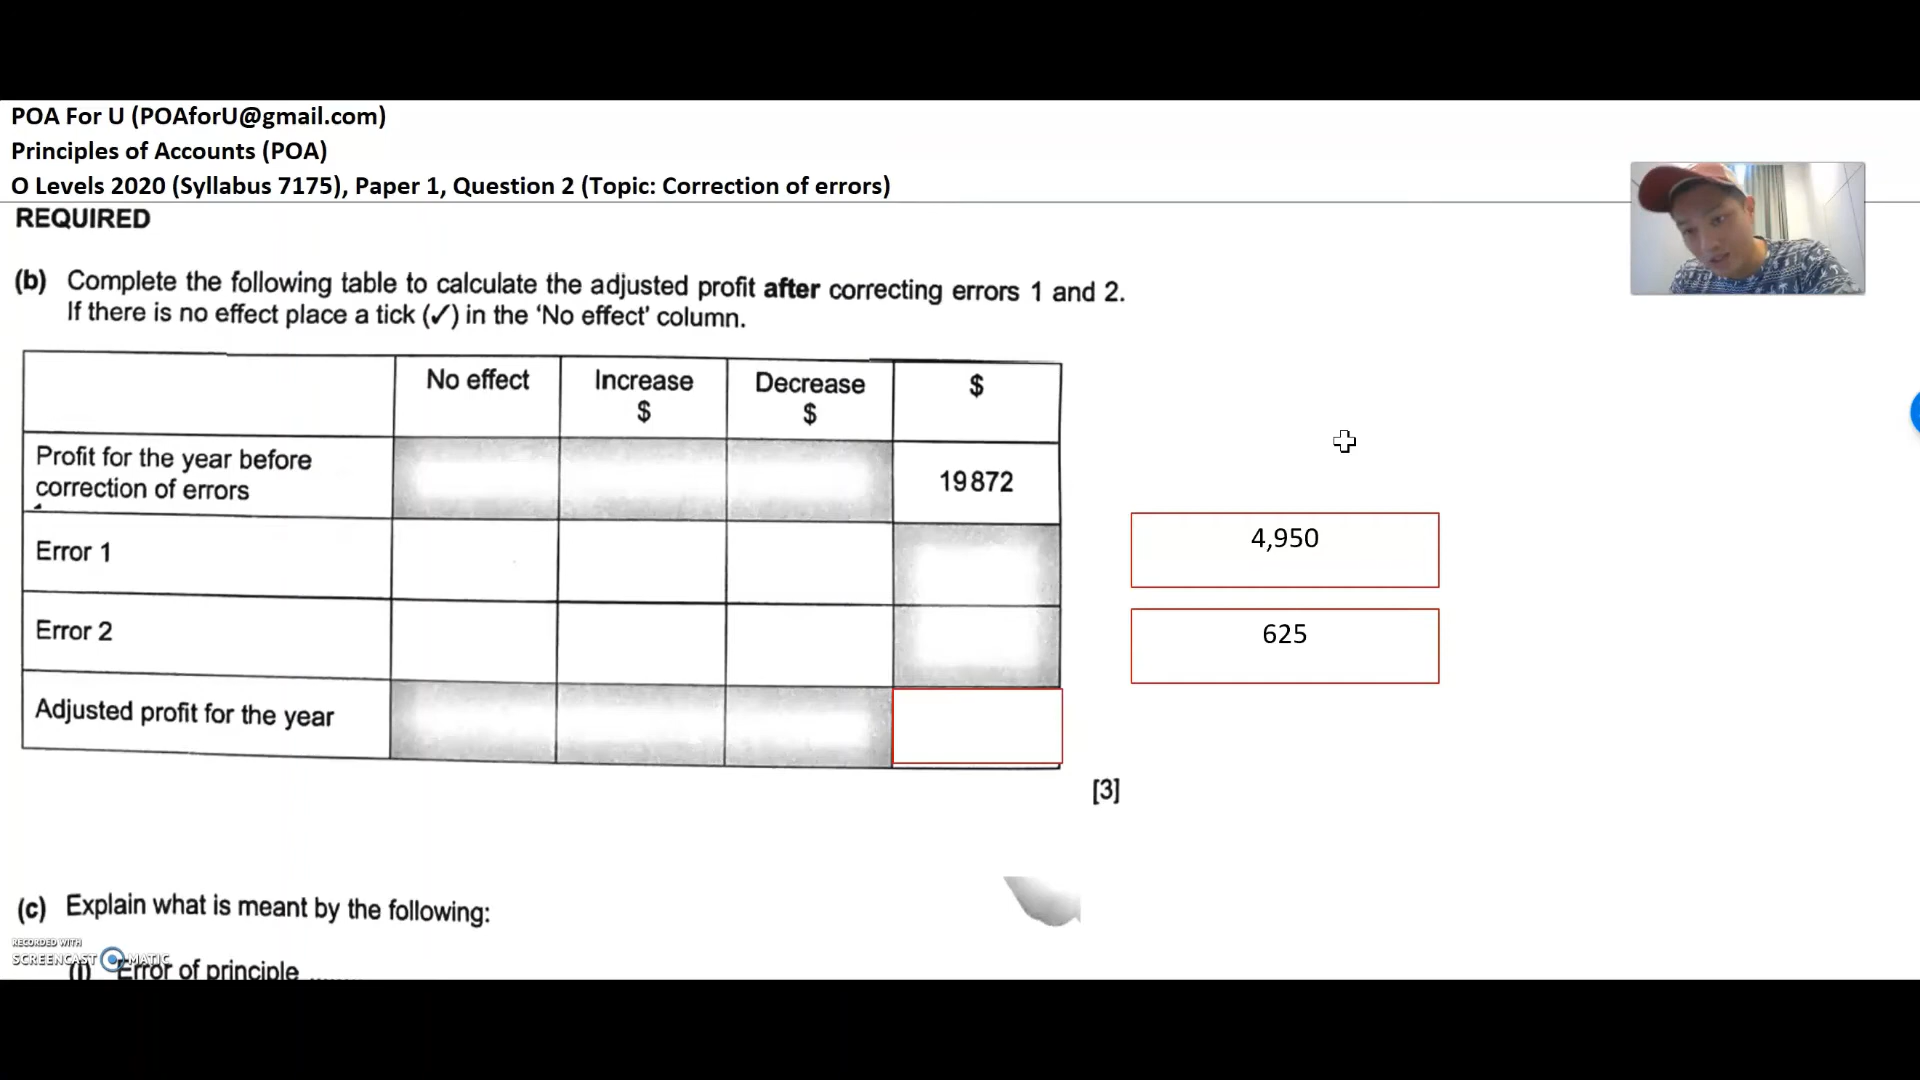 POA For U (POAforU@gmail.com)
Principles of Accounts (POA)
O Levels 2020 (Syllabus 7175), Paper 1, Question 2 (Topic: Correction of errors)
REQUIRED
(b) Complete the following table to calculate the adjusted profit after correcting errors 1 and 2.
If there is no effect place a tick (✓) in the ‘No effect’ column.
No effect Increase $ Decrease $ $
Profit for the year before correction of errors 19872
Error 1
4,950
Error 2
625
Adjusted profit for the year
[3]
(c) Explain what is meant by the following:
RECORDED WITH
SCREENCAST MATIC
(i) Error of principle ......